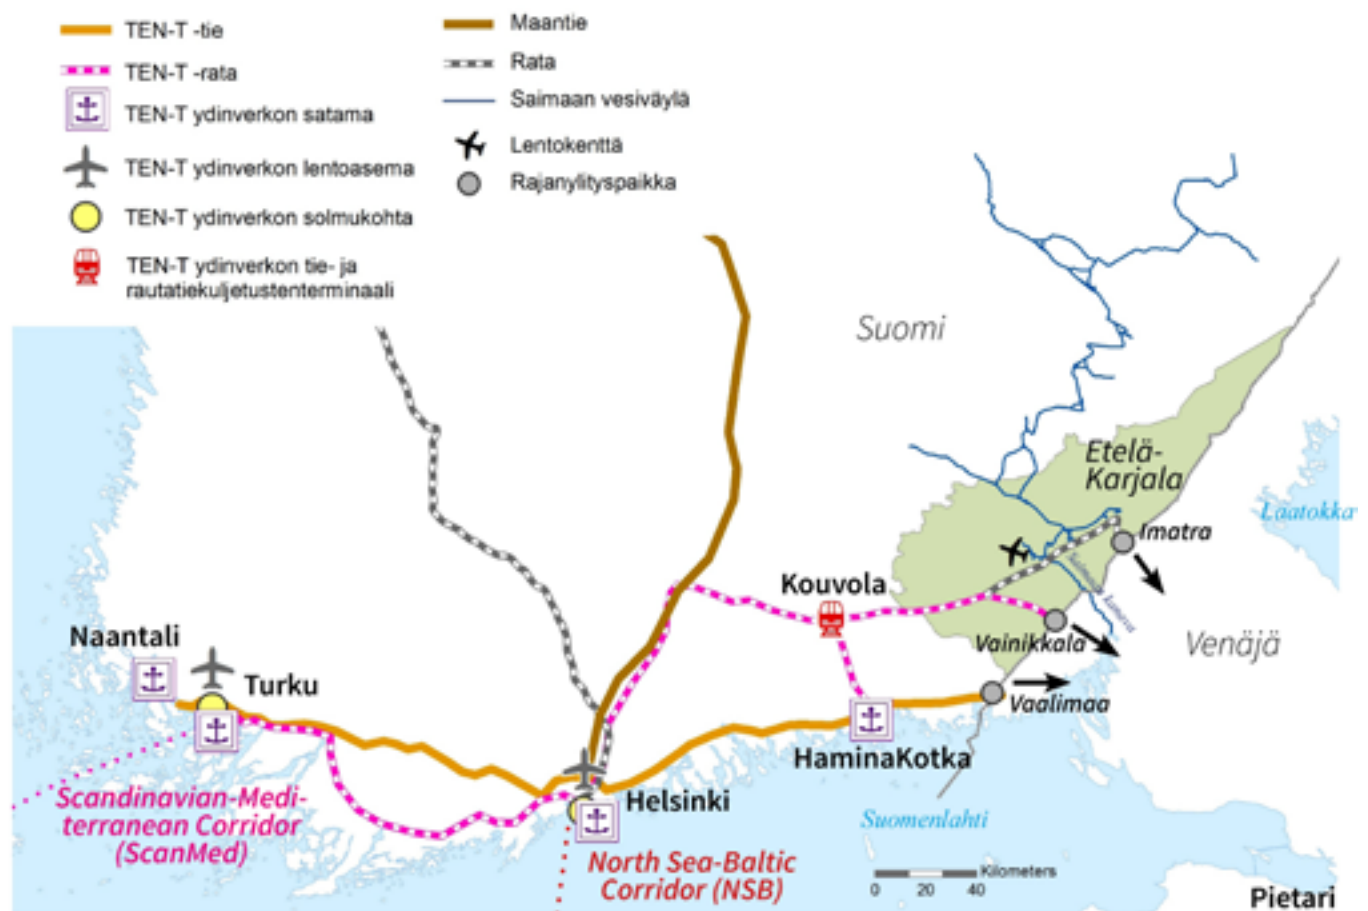 TEN-T -tie
TEN-T -rata
TEN-T ydinverkon satama
TEN-T ydinverkon lentoasema
TEN-T ydinverkon solmukohta
TEN-T ydinverkon tie- ja
rautatiekuljetustenterminaali
Maantie
Rata
Saimaan vesiväylä
Lentokenttä
Rajanylityspaikka
Suomi
Etelä-
Karjala
Laatokka
Imatra
Kouvola
Saimaan kanava
Naantali
Turku
Vainikkala
Venäjä
Vaalimaa
HaminaKotka
Helsinki
Scandinavian-Medi-
terranean Corridor
(ScanMed)
Suomenlahti
North Sea-Baltic
Corridor (NSB)
Kilometers
0 20 40
Pietari